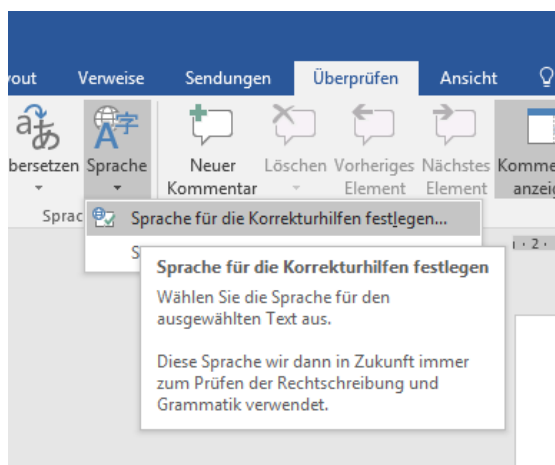 yout Verweise Sendungen Überprüfen Ansicht
bersetzen Sprache Neuer Löschen Vorheriges Nächstes Komme
Kommentar Element Element anzeig
Sprac
Sprache für die Korrekturhilfen festlegen...
S
Sprache für die Korrekturhilfen festlegen
Wählen Sie die Sprache für den
ausgewählten Text aus.
Diese Sprache wir dann in Zukunft immer
zum Prüfen der Rechtschreibung und
Grammatik verwendet.
2